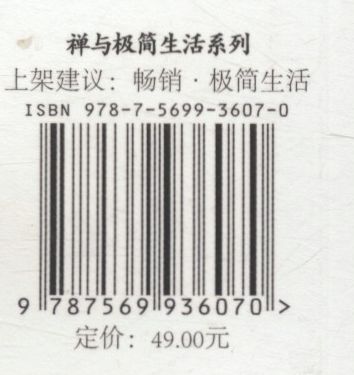 禅与极简生活系列
上架建议：畅销·极简生活
ISBN 978-7-5699-3607-0
9 787569 936070 >
定价：49.00元